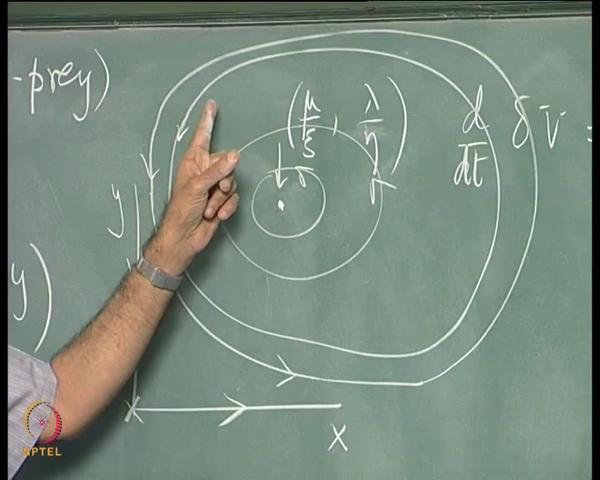 -prey)
(μ/ξ, λ/η)
d/dt δV =
y
y)
x
NPTEL